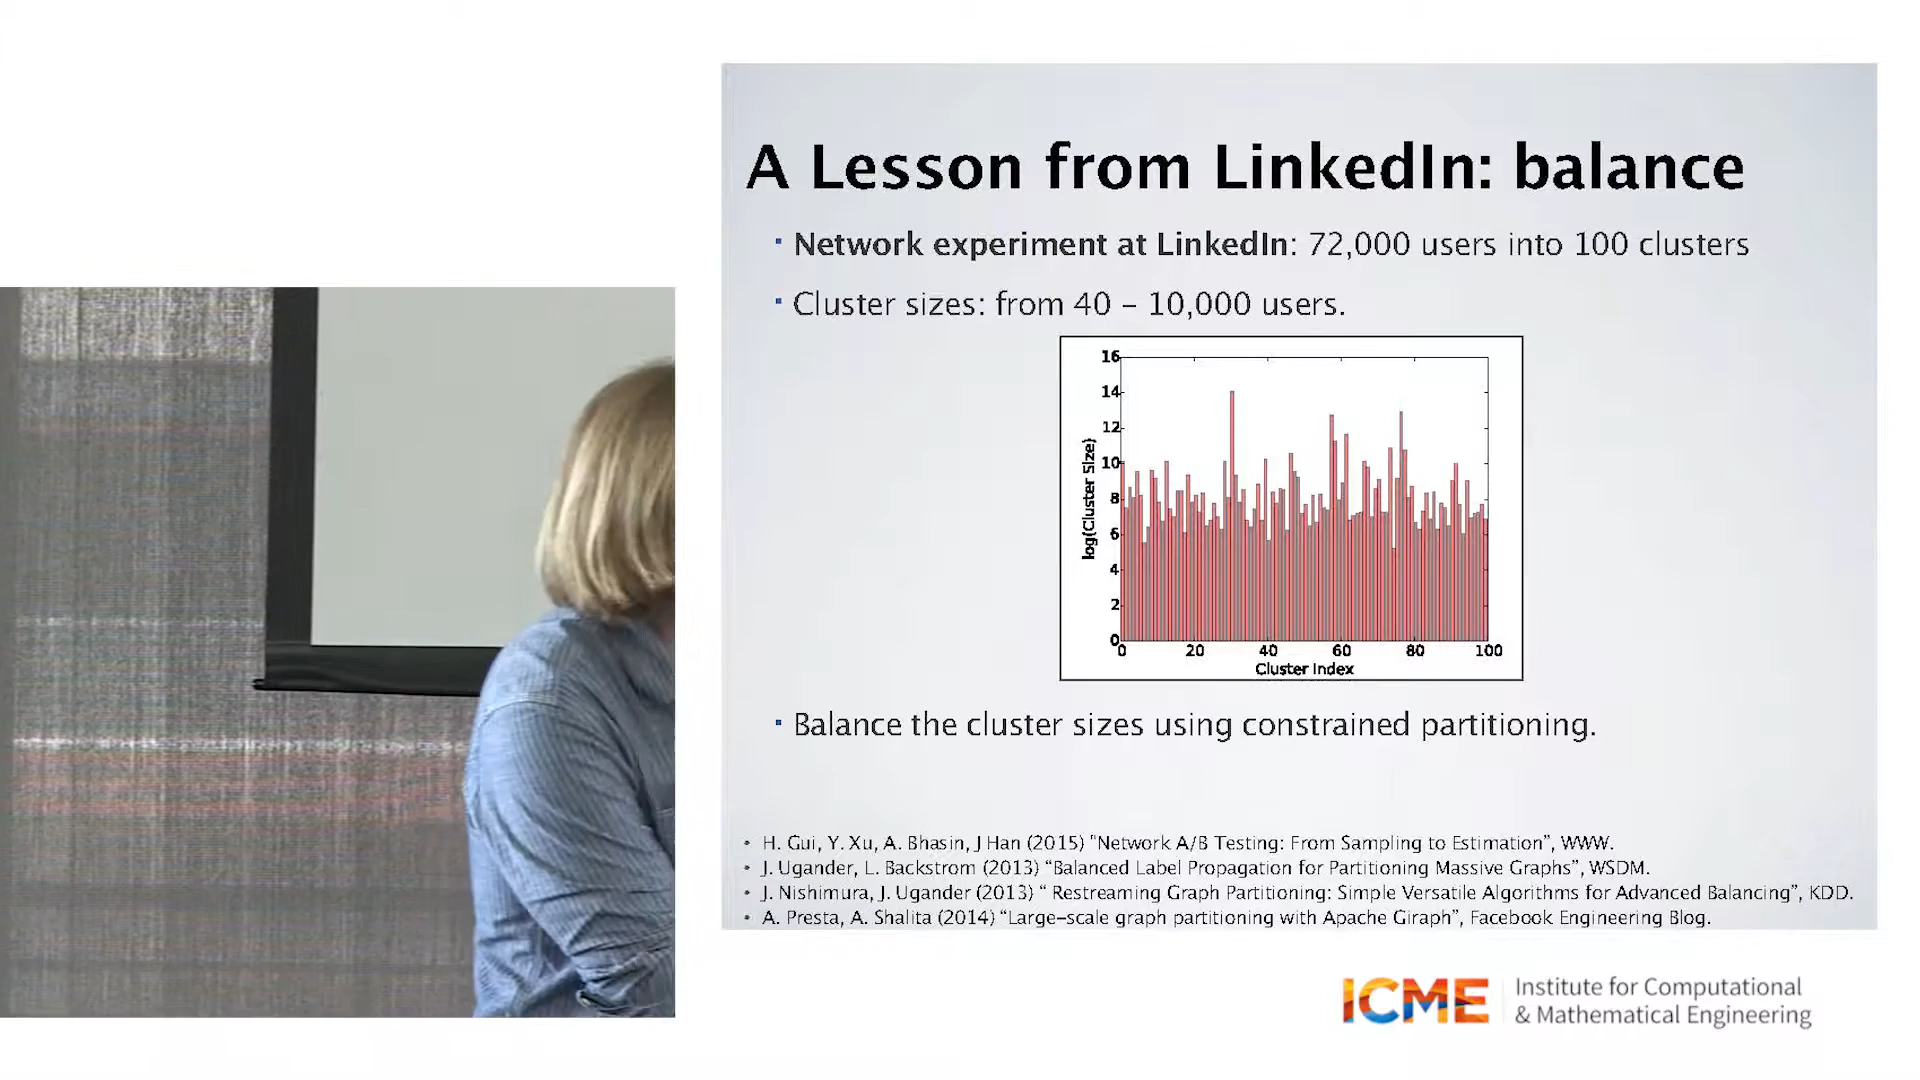 A Lesson from LinkedIn: balance
Network experiment at LinkedIn: 72,000 users into 100 clusters
Cluster sizes: from 40 – 10,000 users.
16
14
12
10
8
6
4
2
0
log(Cluster Size)
0 20 40 60 80 100
Cluster Index
Balance the cluster sizes using constrained partitioning.
H. Gui, Y. Xu, A. Bhasin, J Han (2015) “Network A/B Testing: From Sampling to Estimation”, WWW.
J. Ugander, L. Backstrom (2013) “Balanced Label Propagation for Partitioning Massive Graphs”, WSDM.
J. Nishimura, J. Ugander (2013) “ Restreaming Graph Partitioning: Simple Versatile Algorithms for Advanced Balancing”, KDD.
A. Presta, A. Shalita (2014) “Large-scale graph partitioning with Apache Giraph”, Facebook Engineering Blog.
ICME
Institute for Computational
& Mathematical Engineering